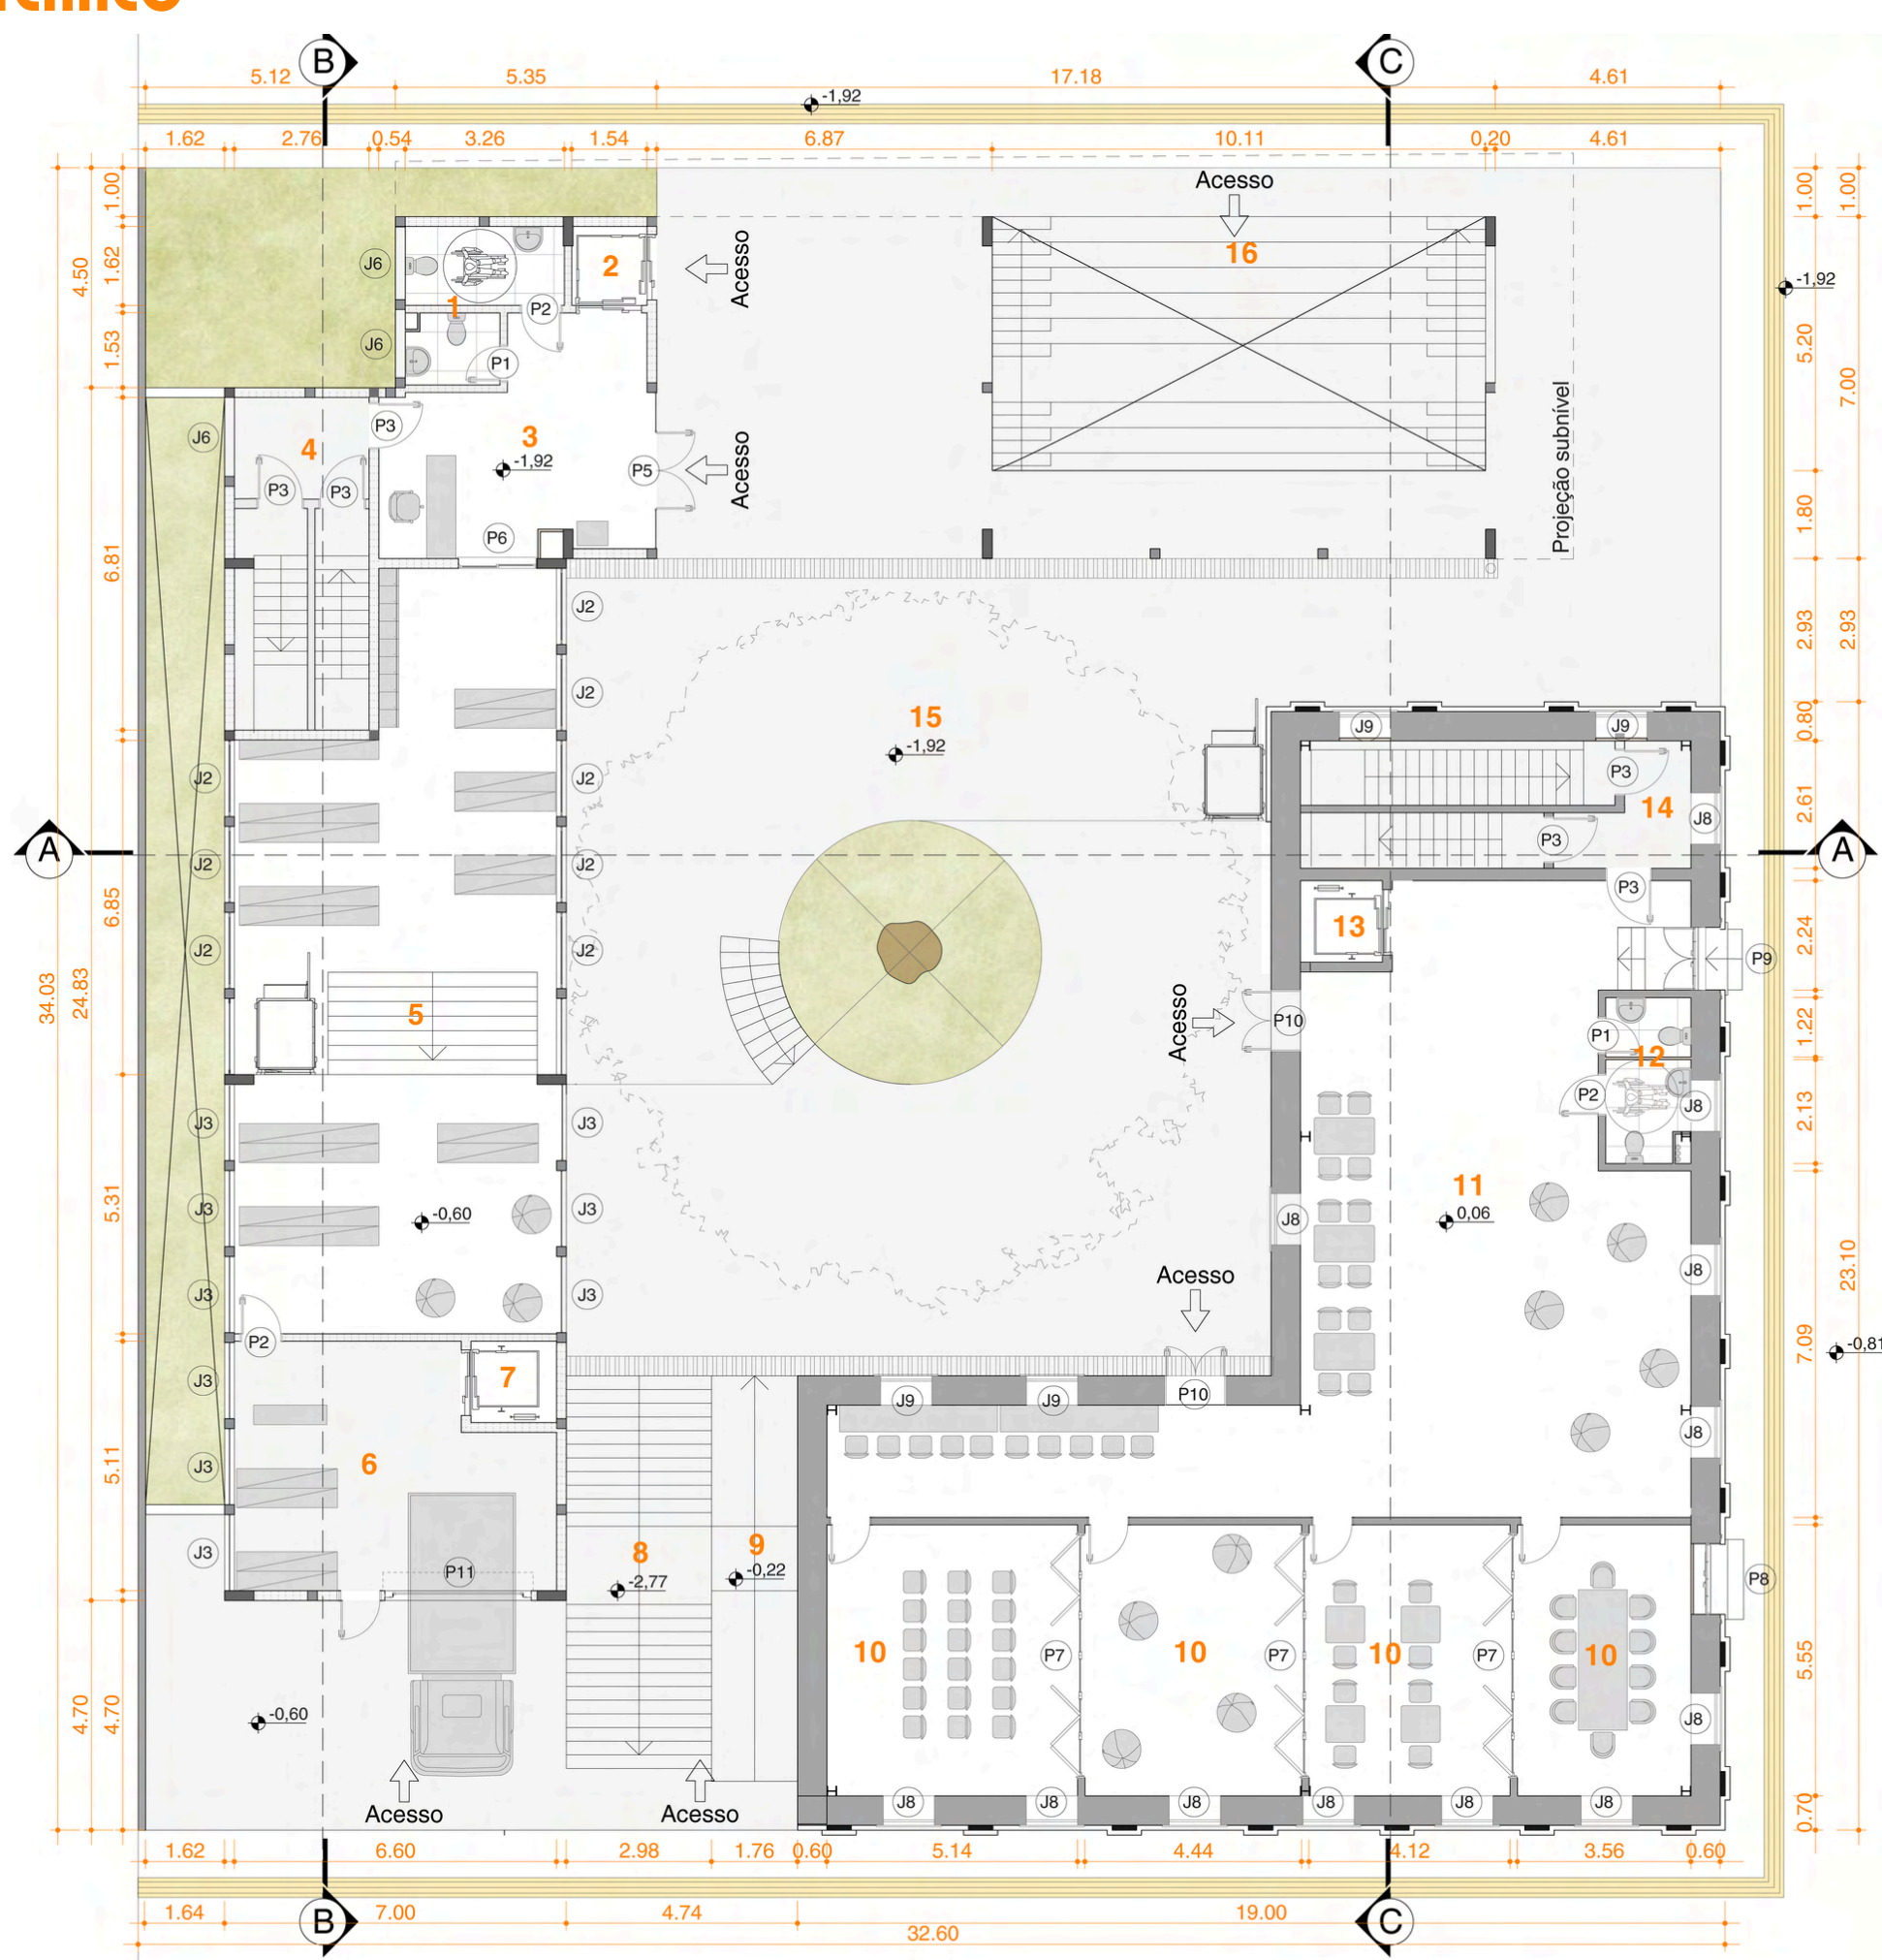 B
C
5.12
5.35
17.18
4.61
-1,92
1.62
2.76
0.54
3.26
1.54
6.87
10.11
0.20
4.61
Acesso
16
1.00
1.00
1.00
J6
1
2
P2
Acesso
-1,92
4.50
1.62
1.53
J6
P1
5.20
7.00
P3
4
3
-1,92
P5
Acesso
J6
P3
P3
P6
Projeção subnível
1.80
6.81
J2
2.93
2.93
J2
15
-1,92
J9
J9
0.80
J2
J2
P3
14
2.61
J8
P3
A
J2
J2
A
P3
6.85
13
2.24
J2
J2
P9
34.03
24.83
5
Acesso
P10
P1
12
1.22
P2
J8
2.13
J3
J3
11
0,06
5.31
J3
-0,60
J3
J8
J8
23.10
Acesso
J3
J3
P2
7.09
-0,81
7
J3
P10
J9
J9
J8
5.11
6
J3
J3
8
9
-2,77
-0,22
P11
P8
10
10
10
10
P7
P7
P7
5.55
4.70
4.70
-0,60
J8
Acesso
Acesso
J8
J8
J8
J8
J8
J8
0.70
1.62
6.60
2.98
1.76
0.60
5.14
4.44
4.12
3.56
0.60
1.64
B
7.00
4.74
19.00
C
32.60